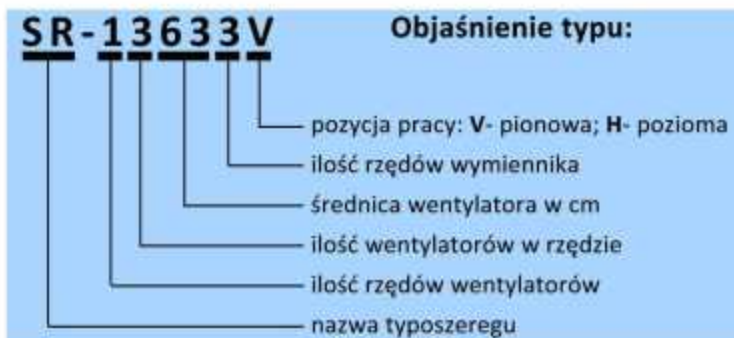 SR-13633V Objaśnienie typu:
pozycja pracy: V- pionowa; H- pozioma
ilość rzędów wymiennika
średnica wentylatora w cm
ilość wentylatorów w rzędzie
ilość rzędów wentylatorów
nazwa typoszeregu